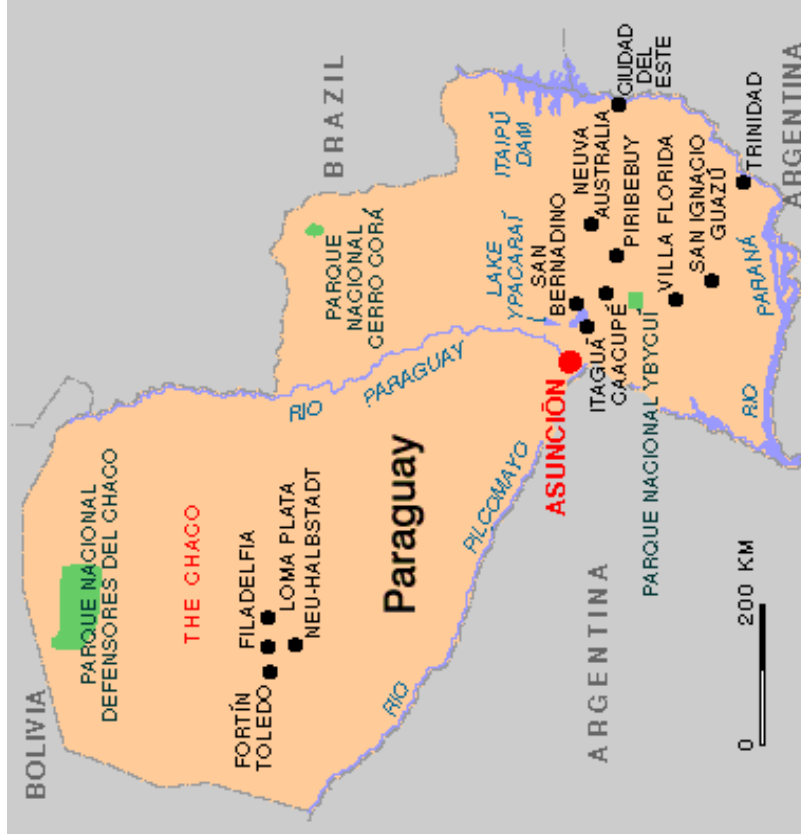 BOLIVIA
PARQUE NACIONAL
DEFENSORES DEL CHACO
THE CHACO
FORTÍN
TOLEDO
FILADELFIA
LOMA PLATA
NEU-HALBSTADT
Paraguay
BRAZIL
PARQUE
NACIONAL
CERRO CORÁ
RIO
PARAGUAY
RIO
PILCOMAYO
ASUNCIÓN
LAKE
YPACARAÍ
SAN
BERNADINO
ITAIPÚ
DAM
NEUVA
AUSTRALIA
CIUDAD
DEL
ESTE
PIRIBEBUY
ITAGUÁ
CAACUPÉ
PARQUE NACIONAL YBYCUÍ
VILLA FLORIDA
SAN IGNACIO
GUAZÚ
TRINIDAD
RIO
PARANÁ
ARGENTINA
ARGENTINA
0
200 KM